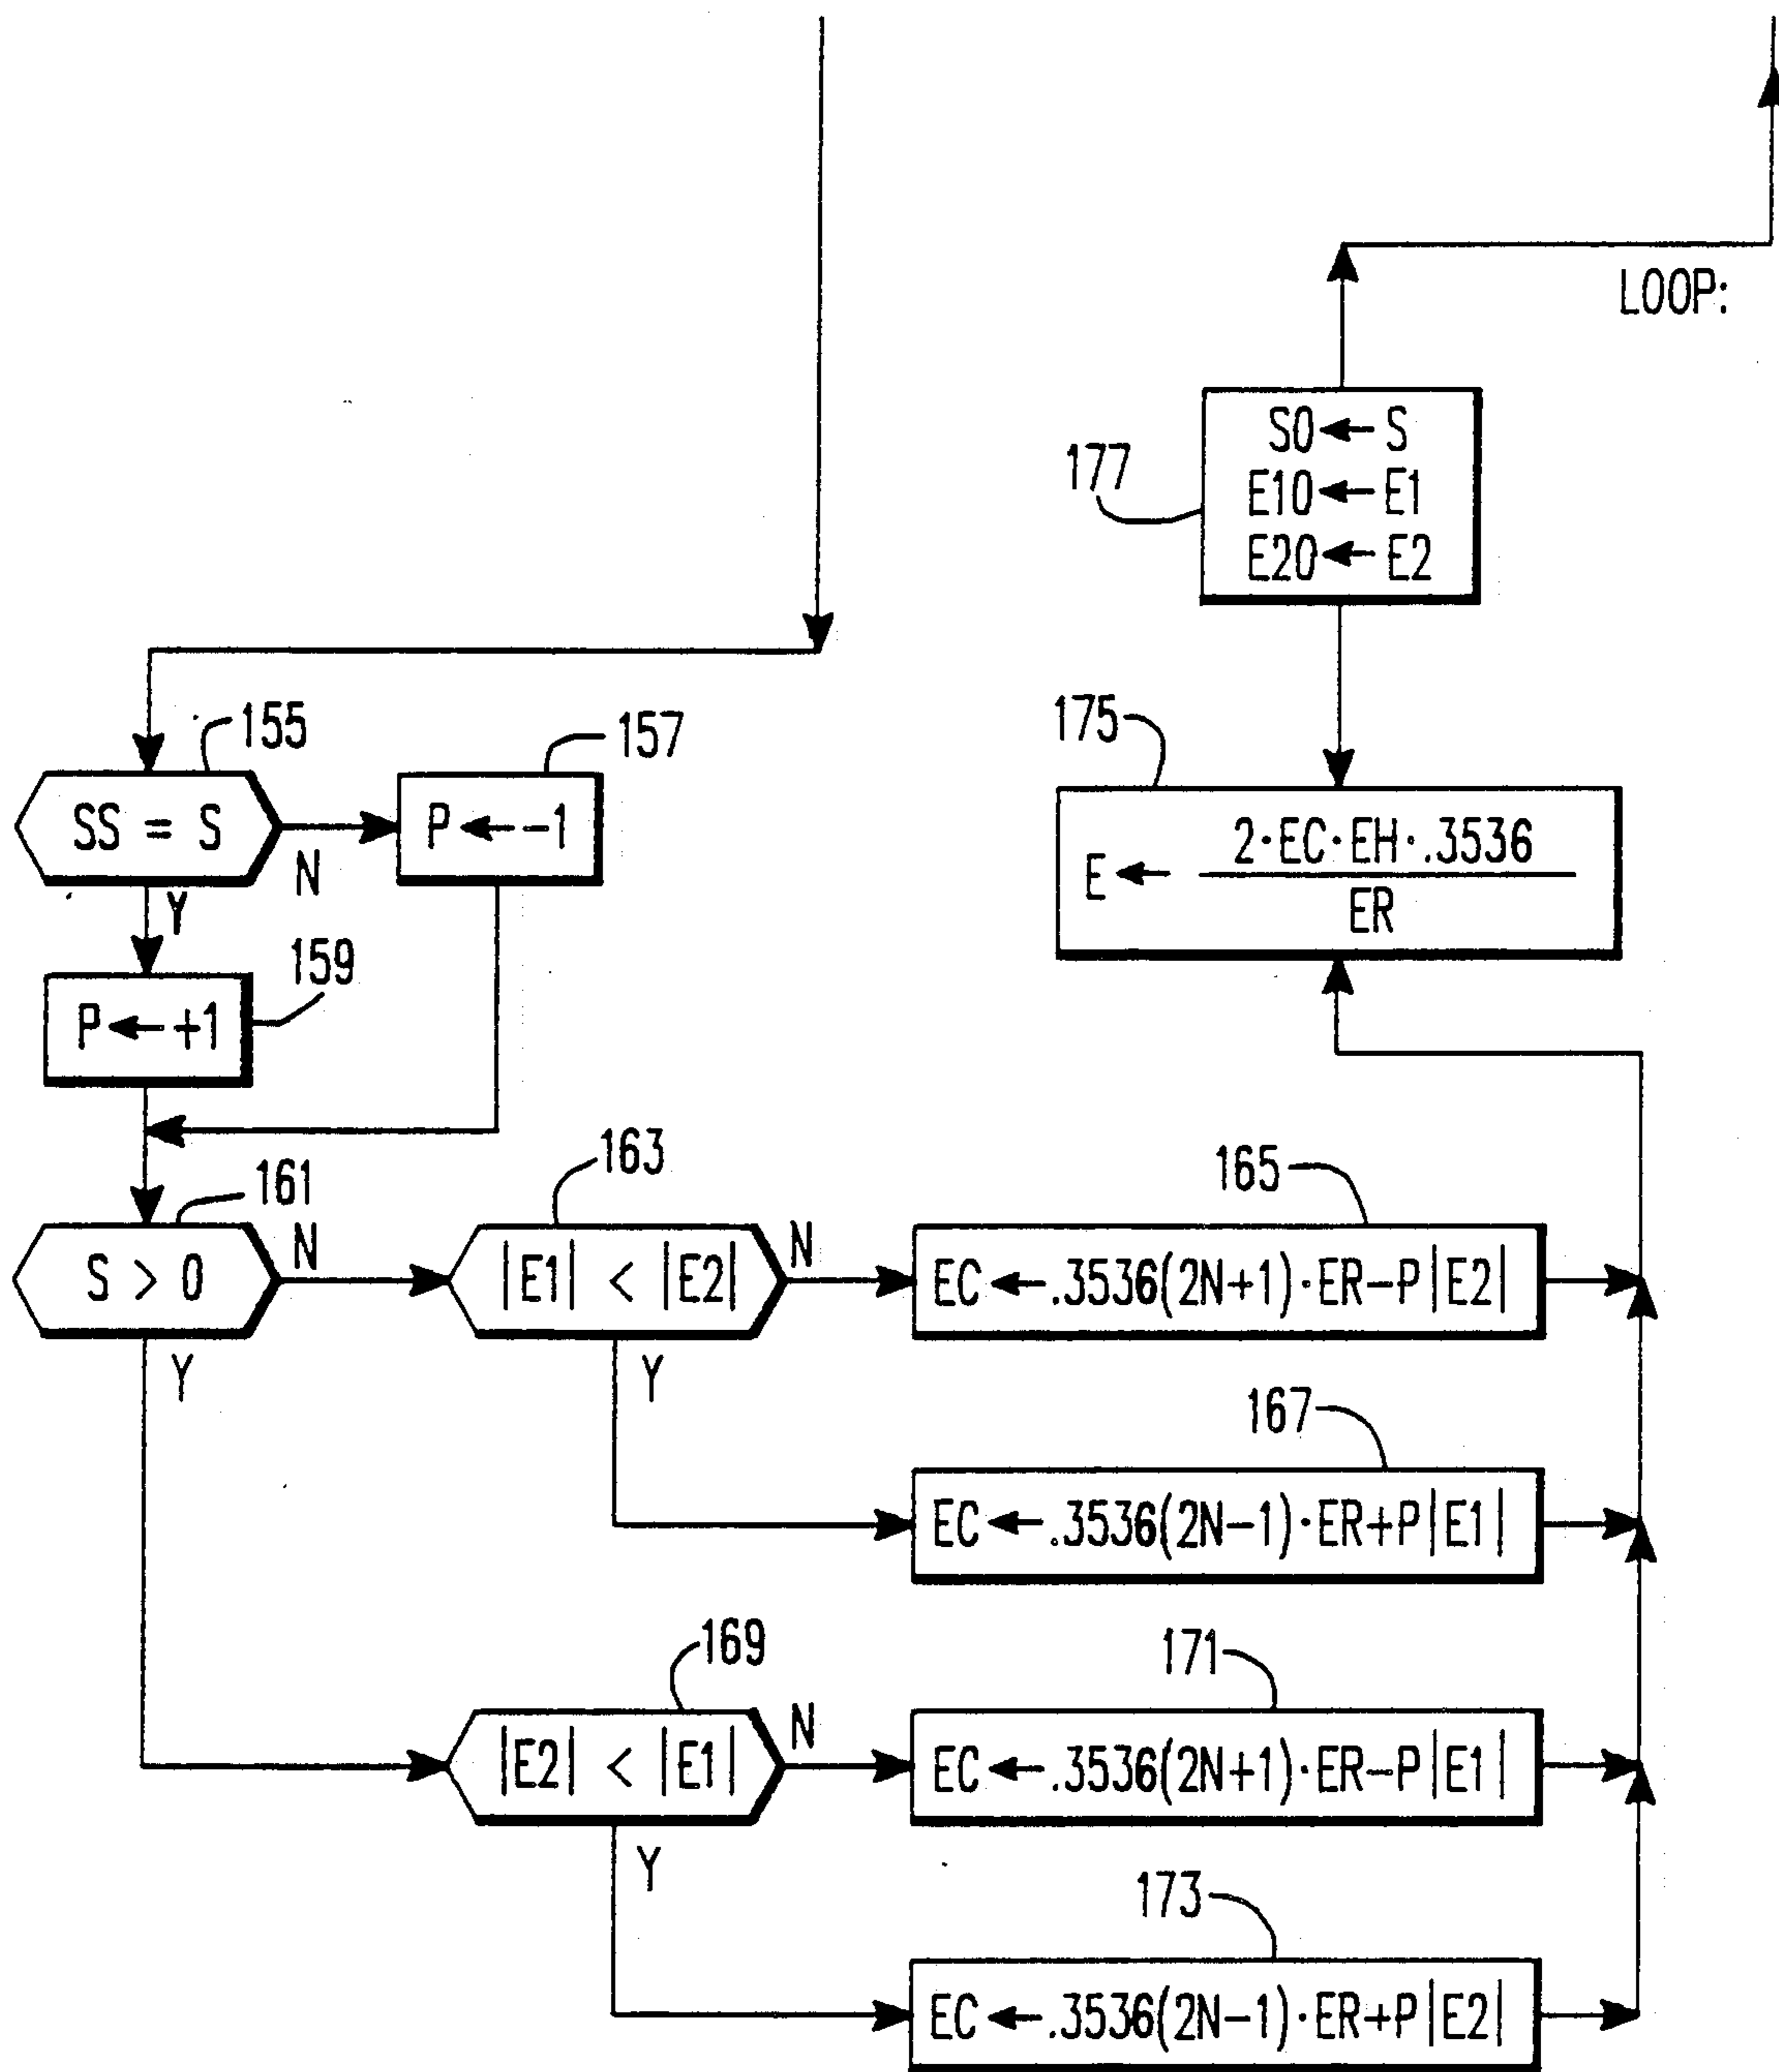 LOOP:
177
S0 ← S
E10 ← E1
E20 ← E2
175
E ← 2·EC·EH·.3536
ER
155
SS = S
N
Y
157
P ← -1
159
P ← +1
161
S > 0
N
Y
163
|E1| < |E2|
N
Y
165
EC ← .3536(2N+1)·ER-P|E2|
167
EC ← .3536(2N-1)·ER+P|E1|
169
|E2| < |E1|
N
Y
171
EC ← .3536(2N+1)·ER-P|E1|
173
EC ← .3536(2N-1)·ER+P|E2|